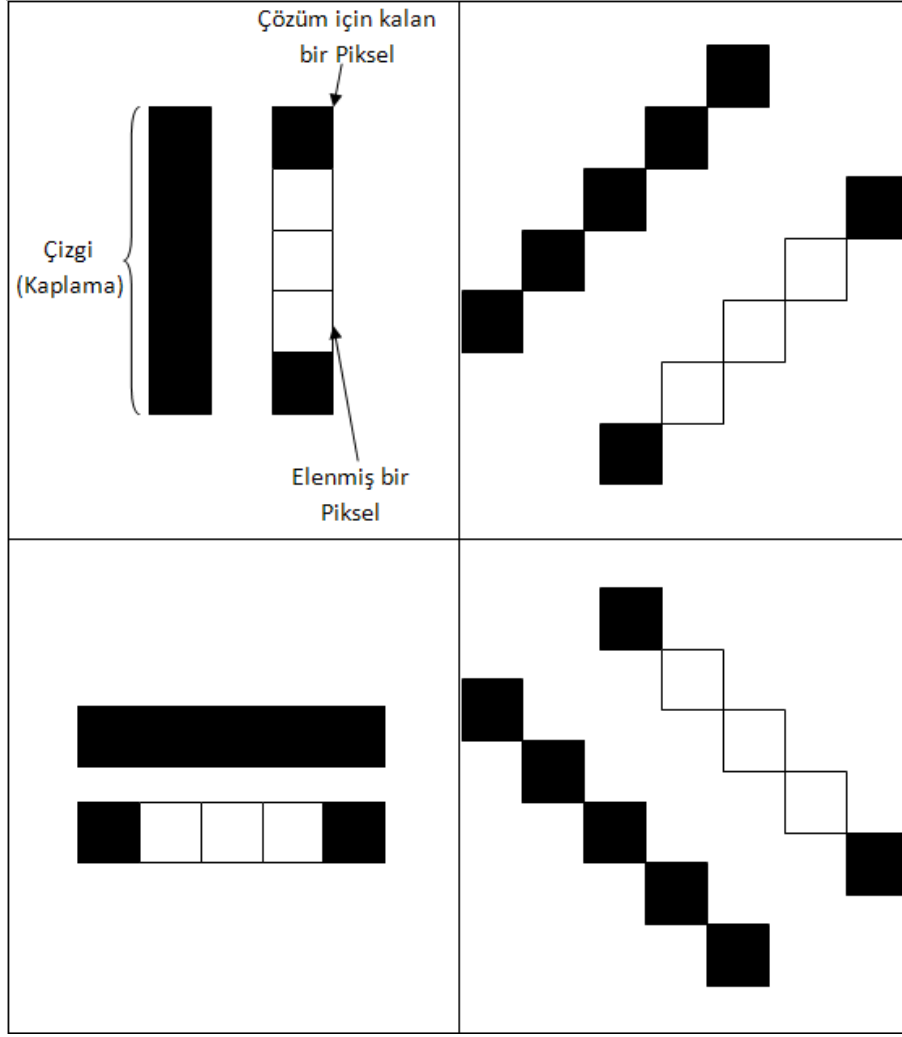 Çözüm için kalan
bir Piksel
Çizgi
(Kaplama)
Elenmiş bir
Piksel